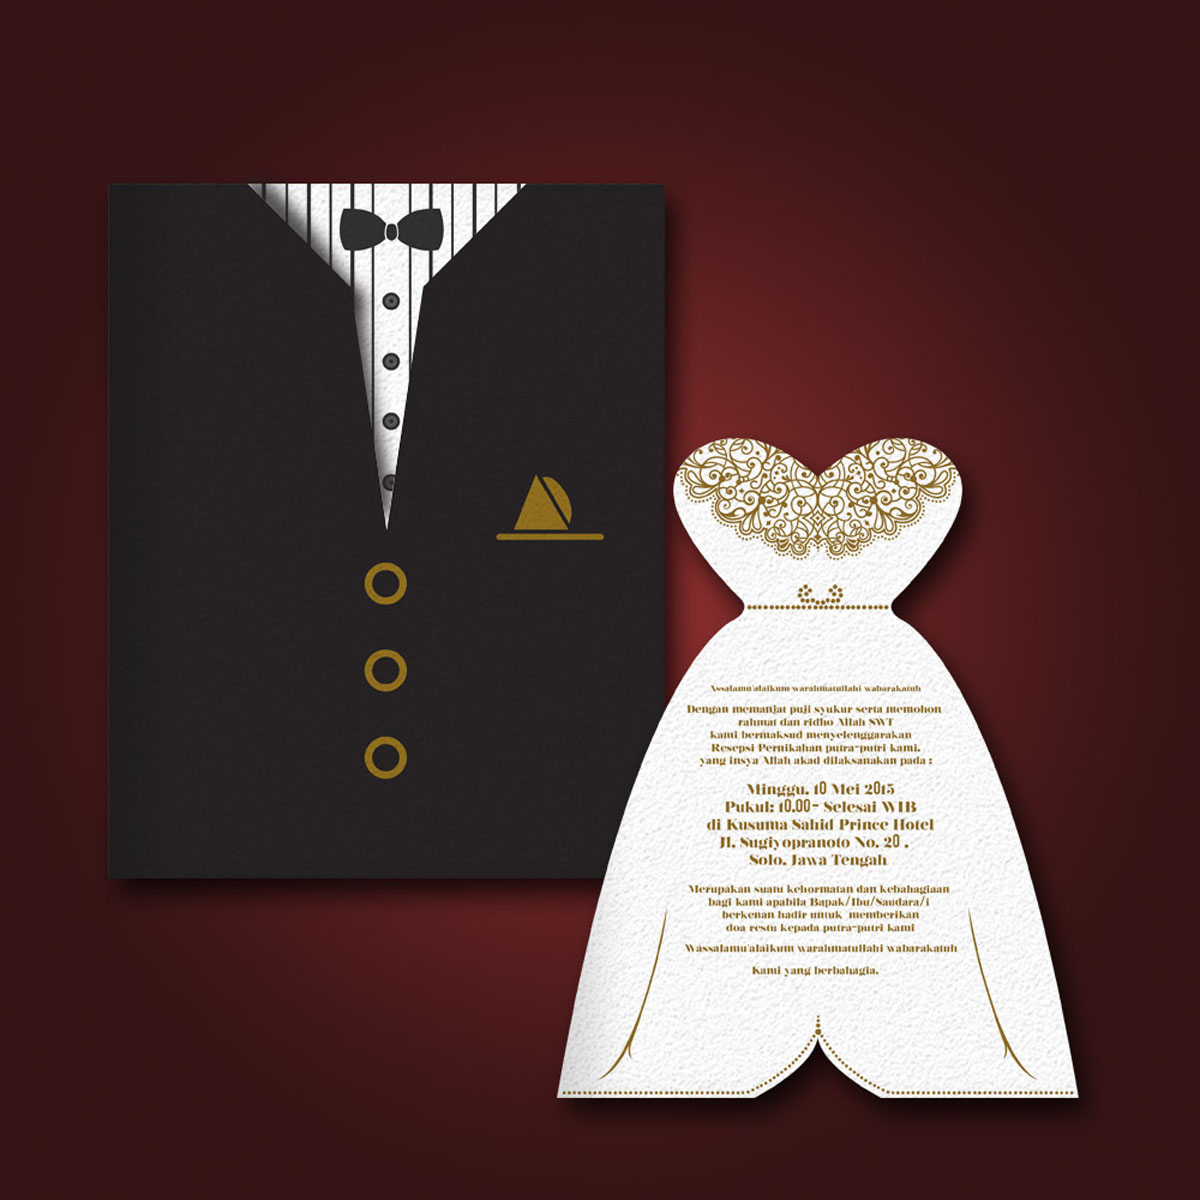 Assalamu'alaikum warahmatullahi wabarakatuh
Dengan memanjat puji syukur serta memohon
rahmat dan ridho Allah SWT
kami bermaksud menyelenggarakan
Resepsi Pernikahan putra-putri kami.
yang insya Allah akad dilaksanakan pada :
Minggu, 10 Mei 2015
Pukul: 10.00- Selesai WIB
di Kusuma Sahid Prince Hotel
Jl. Sugiyopranoto No. 20 .
Solo. Jawa Tengah
Merupakan suatu kehormatan dan kebahagiaan
bagi kami apabila Bapak/Ibu/Saudara/i
berkenan hadir untuk memberikan
doa restu kepada putra-putri kami
Wassalamu'alaikum warahmatullahi wabarakatuh
Kami yang berbahagia.